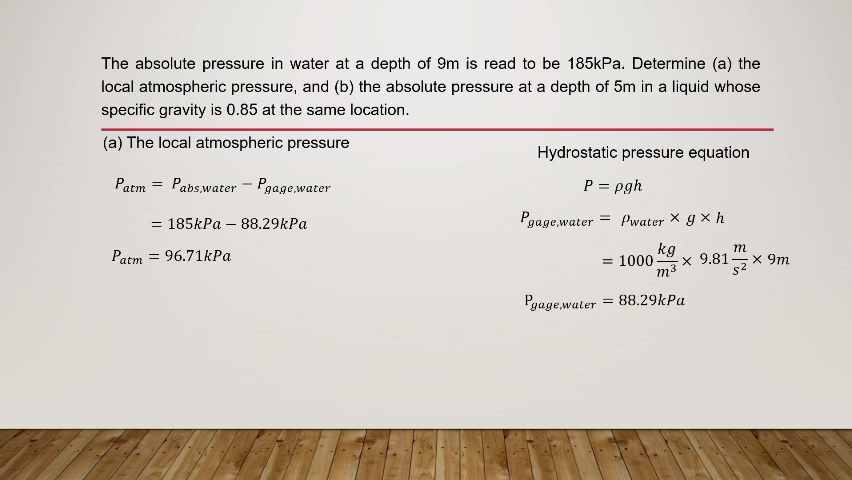 The absolute pressure in water at a depth of 9m is read to be 185kPa. Determine (a) the
local atmospheric pressure, and (b) the absolute pressure at a depth of 5m in a liquid whose
specific gravity is 0.85 at the same location.
(a) The local atmospheric pressure
P_atm = P_abs,water − P_gage,water
= 185kPa − 88.29kPa
P_atm = 96.71kPa
Hydrostatic pressure equation
P = ρgh
P_gage,water = ρ_water × g × h
= 1000 kg/m³ × 9.81 m/s² × 9m
P_gage,water = 88.29kPa